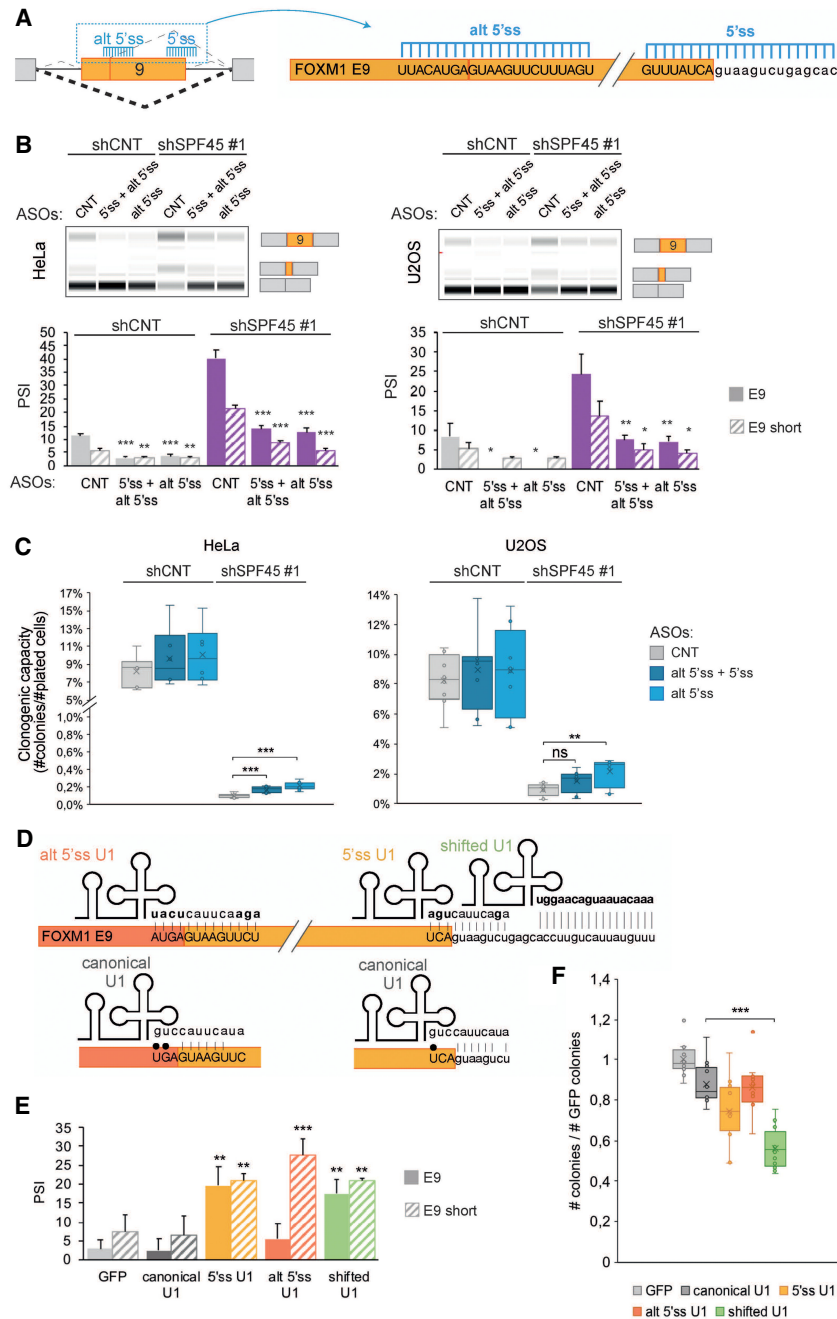 A
alt 5'ss 5'ss
9
alt 5'ss 5'ss
FOXM1 E9 UUACAUGAGUAAGUUCUUUAGU GUUUAUCAguaagucugagcac
B
shCNT shSPF45 #1
ASOs: CNT 5'ss + alt 5'ss alt 5'ss CNT 5'ss + alt 5'ss alt 5'ss
HeLa
9
shCNT shSPF45 #1
PSI
50
45
40
35
30
25
20
15
10
5
0
*** ** *** ** *** *** *** ***
ASOs: CNT 5'ss + alt 5'ss alt 5'ss CNT 5'ss + alt 5'ss alt 5'ss
shCNT shSPF45 #1
ASOs: CNT 5'ss + alt 5'ss alt 5'ss CNT 5'ss + alt 5'ss alt 5'ss
U2OS
9
shCNT shSPF45 #1
PSI
35
30
25
20
15
10
5
0
* * ** * ** *
CNT 5'ss + alt 5'ss alt 5'ss CNT 5'ss + alt 5'ss alt 5'ss
E9
E9 short
C
HeLa
shCNT shSPF45 #1
Clonogenic capacity
(#colonies/#plated cells)
17%
15%
13%
11%
9%
7%
5%
0,8%
0,6%
0,4%
0,2%
0,0%
***
***
U2OS
shCNT shSPF45 #1
14%
12%
10%
8%
6%
4%
2%
0%
**
ns
ASOs:
CNT
alt 5'ss + 5'ss
alt 5'ss
D
alt 5'ss U1 5'ss U1 shifted U1
uacucauucaaga agucauucaga uggaacaguaauacaaa
FOXM1 E9 AUGAGUAAGUUCU UCAguaagucugagcaccuugucauuauguuu
canonical U1 canonical U1
guccauucaua guccauucaua
UGAGUAAGUUC UCAguaagucu
E
PSI
35
30
25
20
15
10
5
0
** ** *** ** **
GFP canonical U1 5'ss U1 alt 5'ss U1 shifted U1
E9
E9 short
F
# colonies / # GFP colonies
1,4
1,2
1
0,8
0,6
0,4
0,2
0
***
GFP canonical U1 5'ss U1
alt 5'ss U1 shifted U1